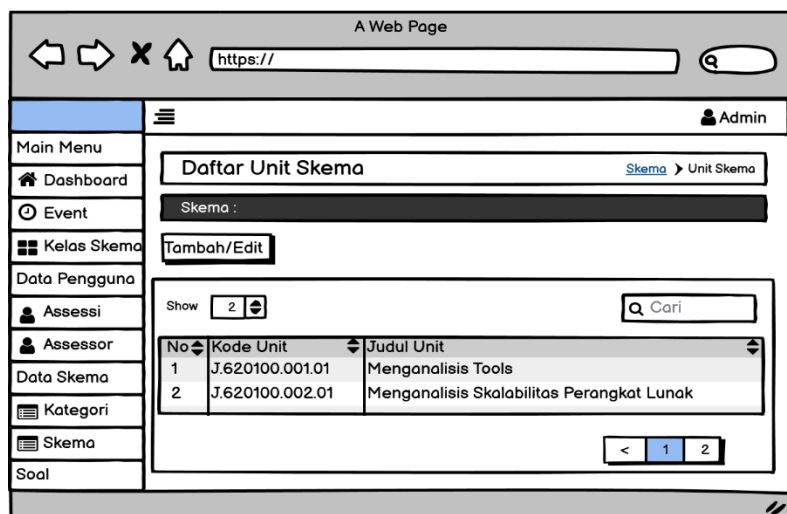 A Web Page
https://
Admin
Main Menu
Dashboard
Event
Kelas Skema
Data Pengguna
Assessi
Assessor
Data Skema
Kategori
Skema
Soal
Daftar Unit Skema
Skema > Unit Skema
Skema :
Tambah/Edit
Show 2
Cari
No Kode Unit Judul Unit
1 J.620100.001.01 Menganalisis Tools
2 J.620100.002.01 Menganalisis Skalabilitas Perangkat Lunak
< 1 2